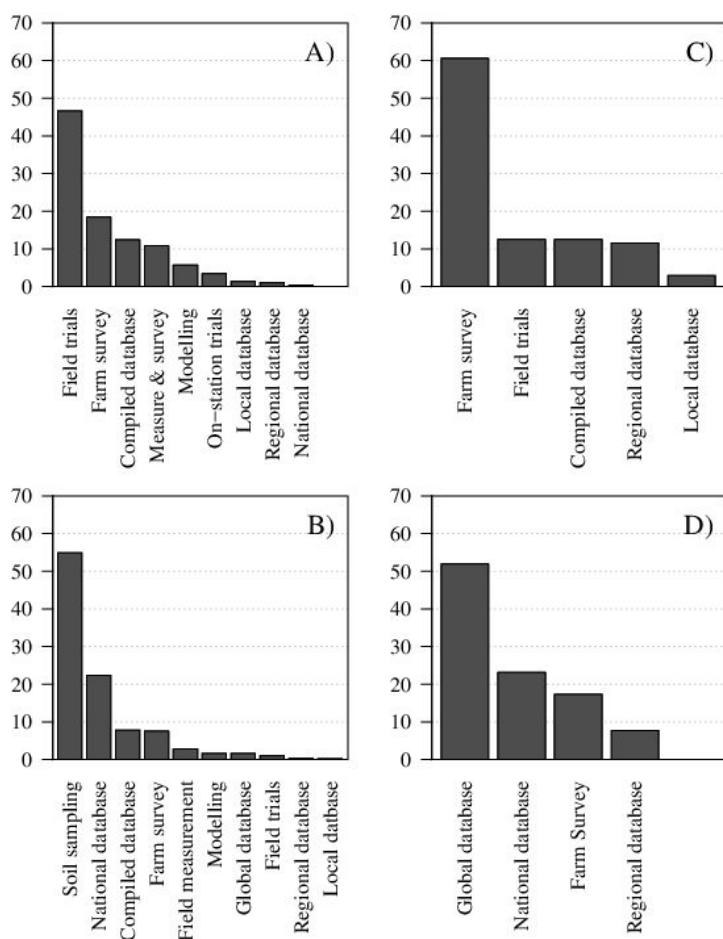 A)
70
60
50
40
30
20
10
0
Field trials
Farm survey
Compiled database
Measure & survey
Modelling
On−station trials
Local database
Regional database
National database
C)
70
60
50
40
30
20
10
0
Farm survey
Field trials
Compiled database
Regional database
Local database
B)
70
60
50
40
30
20
10
0
Soil sampling
National database
Compiled database
Farm survey
Field measurement
Modelling
Global database
Field trials
Regional database
Local datbase
D)
70
60
50
40
30
20
10
0
Global database
National database
Farm Survey
Regional database